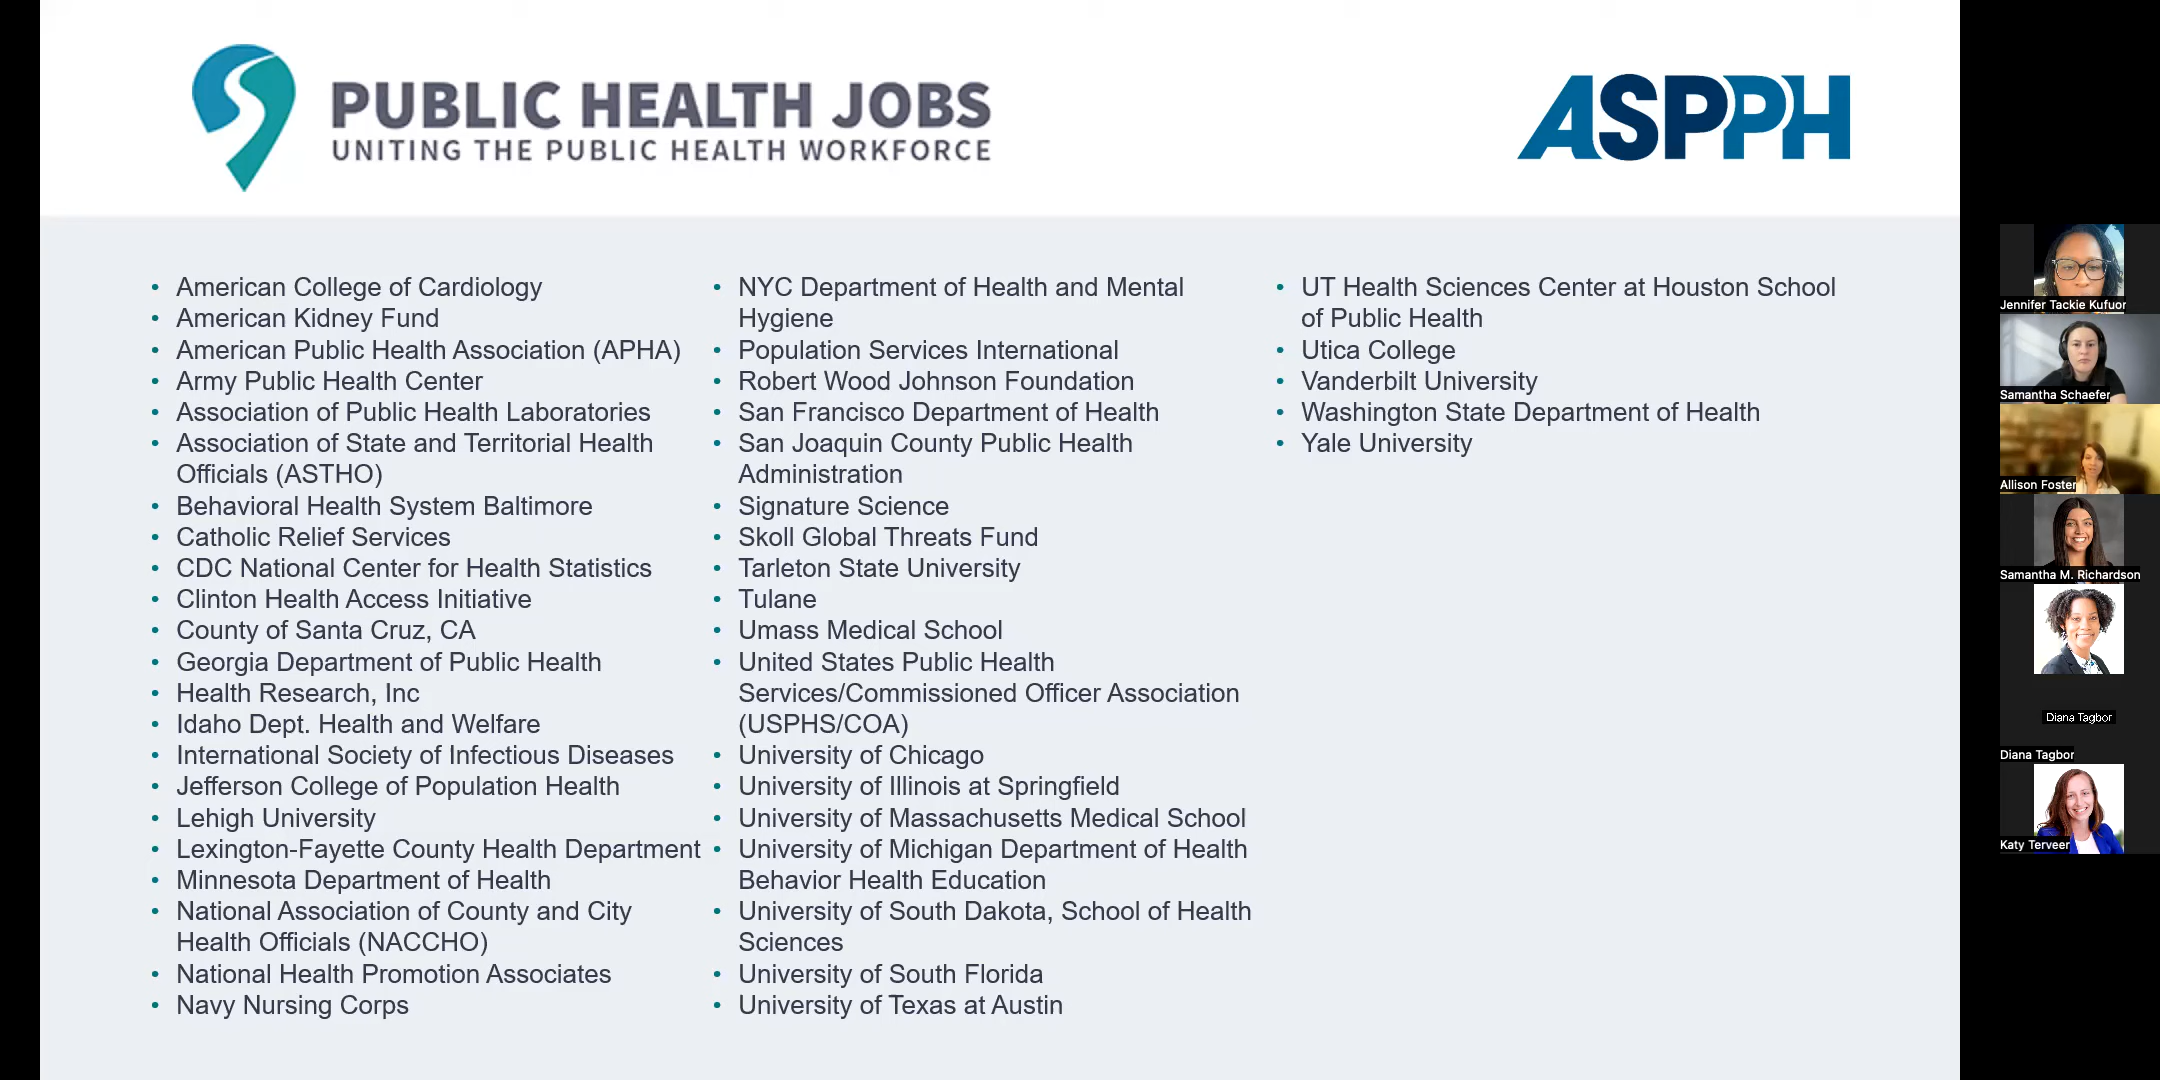 PUBLIC HEALTH JOBS
UNITING THE PUBLIC HEALTH WORKFORCE
ASPPH
• American College of Cardiology
• American Kidney Fund
• American Public Health Association (APHA)
• Army Public Health Center
• Association of Public Health Laboratories
• Association of State and Territorial Health
Officials (ASTHO)
• Behavioral Health System Baltimore
• Catholic Relief Services
• CDC National Center for Health Statistics
• Clinton Health Access Initiative
• County of Santa Cruz, CA
• Georgia Department of Public Health
• Health Research, Inc
• Idaho Dept. Health and Welfare
• International Society of Infectious Diseases
• Jefferson College of Population Health
• Lehigh University
• Lexington-Fayette County Health Department
• Minnesota Department of Health
• National Association of County and City
Health Officials (NACCHO)
• National Health Promotion Associates
• Navy Nursing Corps
• NYC Department of Health and Mental
Hygiene
• Population Services International
• Robert Wood Johnson Foundation
• San Francisco Department of Health
• San Joaquin County Public Health
Administration
• Signature Science
• Skoll Global Threats Fund
• Tarleton State University
• Tulane
• Umass Medical School
• United States Public Health
Services/Commissioned Officer Association
(USPHS/COA)
• University of Chicago
• University of Illinois at Springfield
• University of Massachusetts Medical School
• University of Michigan Department of Health
Behavior Health Education
• University of South Dakota, School of Health
Sciences
• University of South Florida
• University of Texas at Austin
• UT Health Sciences Center at Houston School
of Public Health
• Utica College
• Vanderbilt University
• Washington State Department of Health
• Yale University
Jennifer Tackie Kufuor
Samantha Schaefer
Allison Foster
Samantha M. Richardson
Diana Tagbor
Diana Tagbor
Katy Terveer